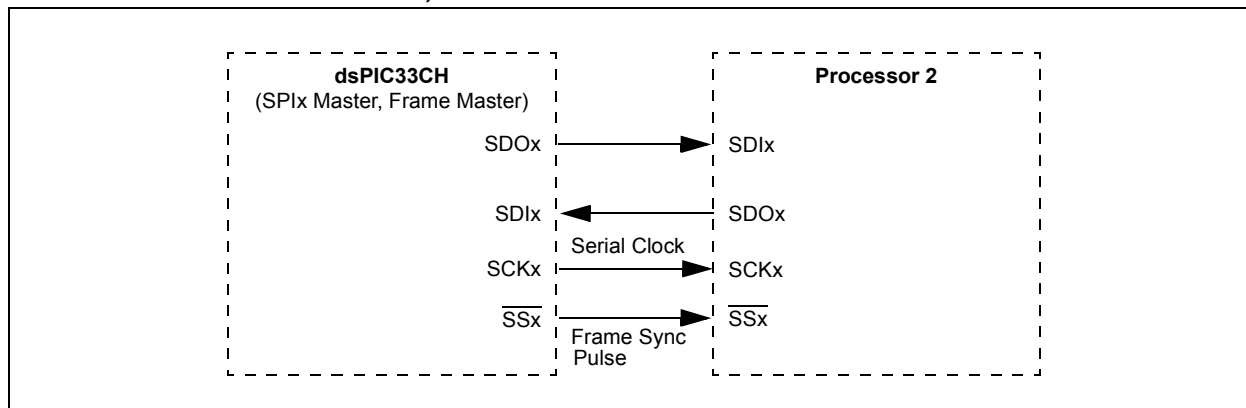 dsPIC33CH
(SPIx Master, Frame Master)
Processor 2
SDOx
SDIx
SDIx
SDOx
Serial Clock
SCKx
SCKx
SSx
SSx
Frame Sync
Pulse